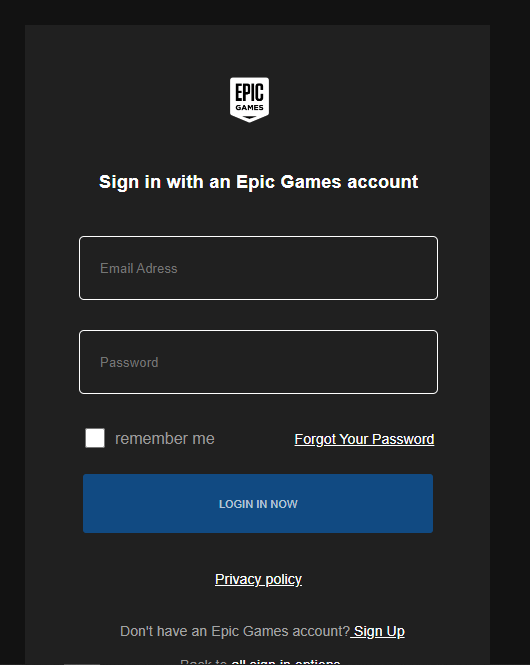 EPIC
GAMES
Sign in with an Epic Games account
Email Adress
Password
remember me Forgot Your Password
LOGIN IN NOW
Privacy policy
Don't have an Epic Games account? Sign Up
Back to all sign in options